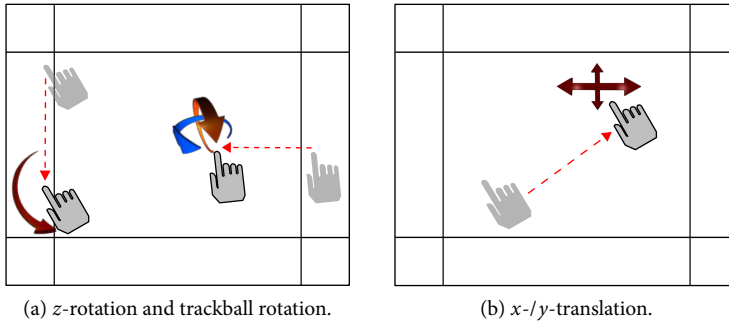 (a) z-rotation and trackball rotation.
(b) x-/y-translation.